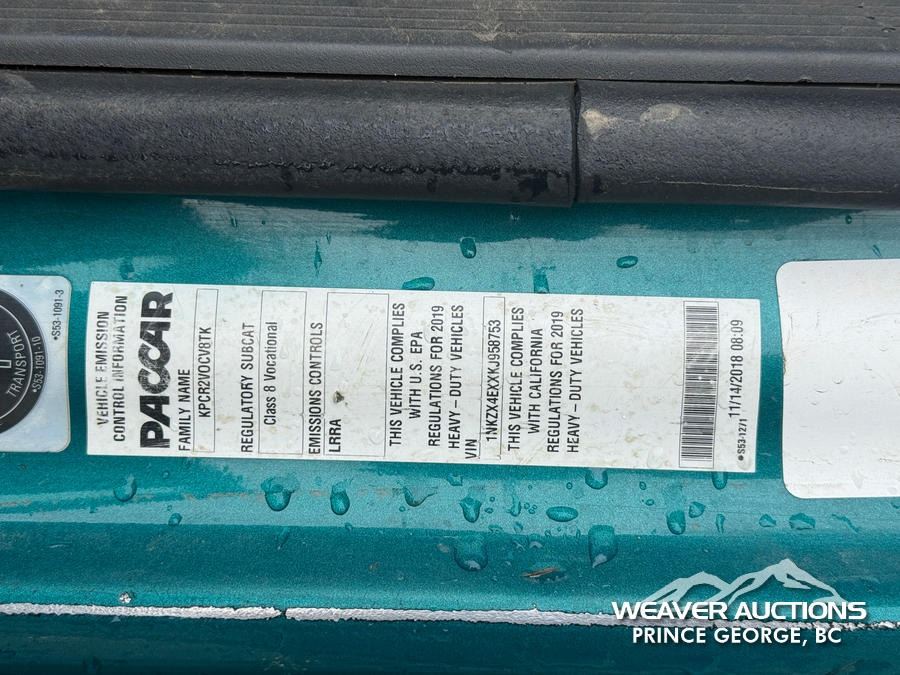 TRANSPORT
*S53-1091-10
*S53-1091-3
VEHICLE EMISSION
CONTROL INFORMATION
PACCAR
FAMILY NAME
KPCR2VOCV8TK
REGULATORY SUBCAT
Class 8 Vocational
EMISSIONS CONTROLS
LRRA
THIS VEHICLE COMPLIES
WITH U.S. EPA
REGULATIONS FOR 2019
HEAVY-DUTY VEHICLES
VIN
1NKZX4EXXKJ958753
THIS VEHICLE COMPLIES
WITH CALIFORNIA
REGULATIONS FOR 2019
HEAVY-DUTY VEHICLES
*S53-1271
11/14/2018 08:09
WEAVER AUCTIONS
PRINCE GEORGE, BC